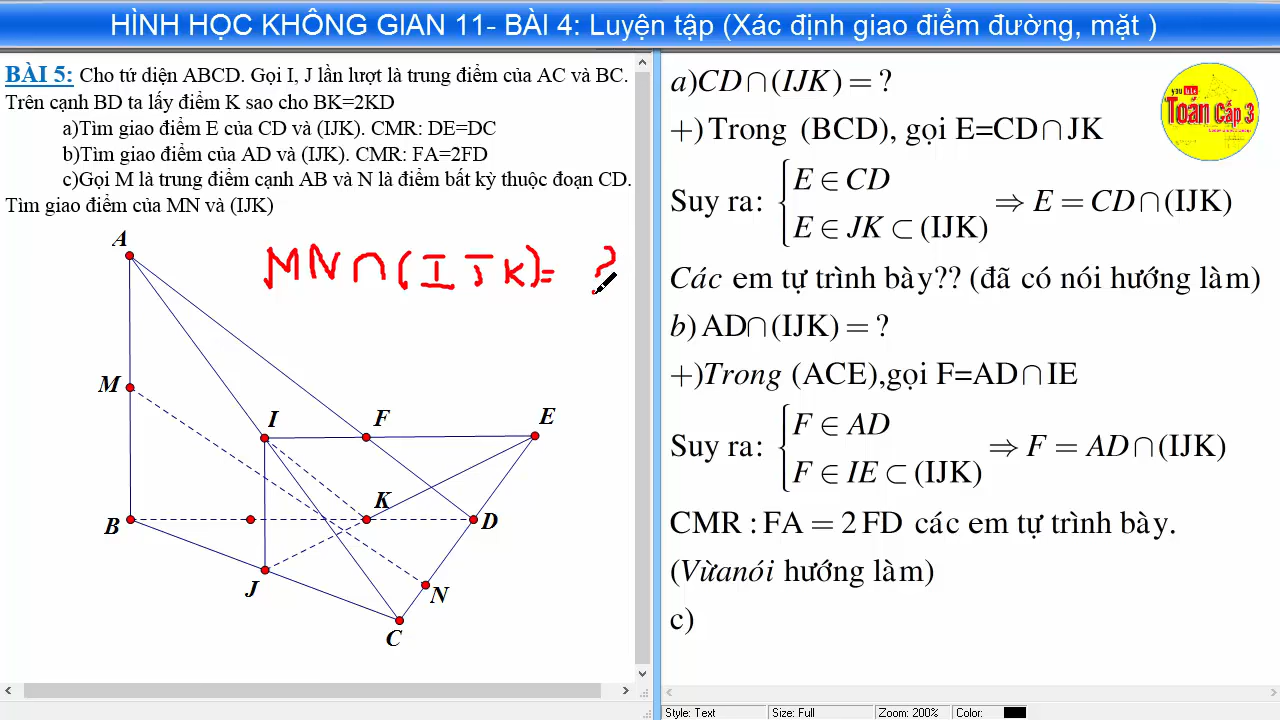 HÌNH HỌC KHÔNG GIAN 11- BÀI 4: Luyện tập (Xác định giao điểm đường, mặt )
BÀI 5: Cho tứ diện ABCD. Gọi I, J lần lượt là trung điểm của AC và BC.
Trên cạnh BD ta lấy điểm K sao cho BK=2KD
a)Tìm giao điểm E của CD và (IJK). CMR: DE=DC
b)Tìm giao điểm của AD và (IJK). CMR: FA=2FD
c)Gọi M là trung điểm cạnh AB và N là điểm bất kỳ thuộc đoạn CD.
Tìm giao điểm của MN và (IJK)
MN ∩ (IJK)= ?
A
M
I
F
E
B
K
D
J
N
C
a)CD∩(IJK)=?
+)Trong (BCD), gọi E=CD∩JK
Suy ra: { E ∈ CD
E ∈ JK ⊂ (IJK) ⇒ E = CD∩(IJK)
Các em tự trình bày?? (đã có nói hướng làm)
b) AD∩(IJK)=?
+)Trong (ACE),gọi F=AD∩IE
Suy ra: { F ∈ AD
F ∈ IE ⊂ (IJK) ⇒ F = AD∩(IJK)
CMR : FA = 2 FD các em tự trình bày.
(Vừanói hướng làm)
c)
You Tube
Toán Cấp 3
Style: Text
Size: Full
Zoom: 200%
Color: